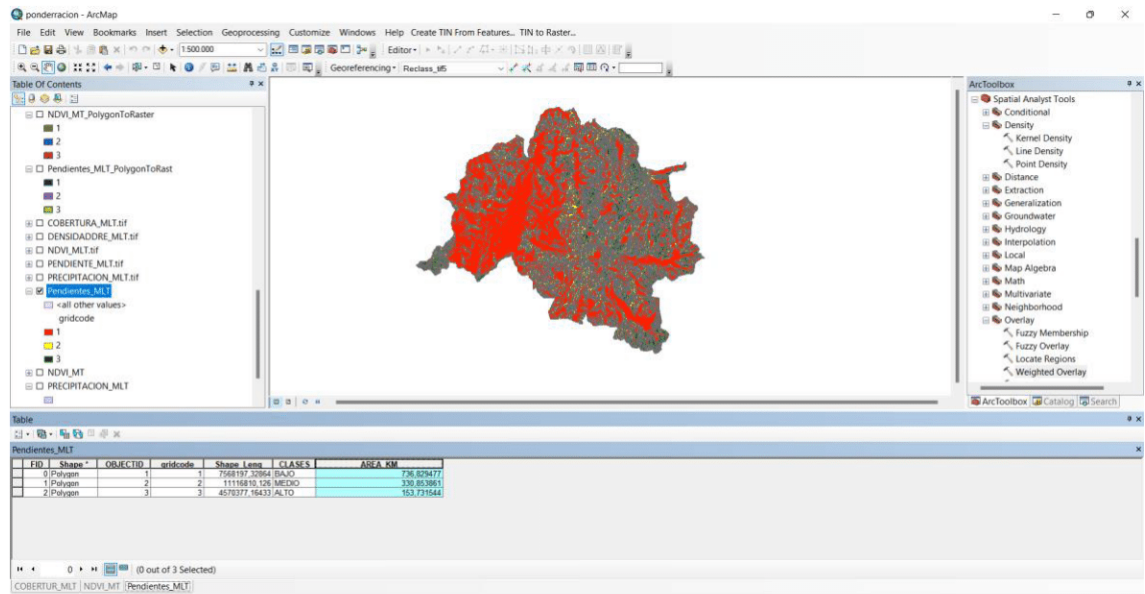 ponderracion - ArcMap
File Edit View Bookmarks Insert Selection Geoprocessing Customize Windows Help Create TIN From Features... TIN to Raster...
1:500.000
Editor
Georeferencing
Reclass_tif5
Table Of Contents
NDVI_MT_PolygonToRaster
1
2
3
Pendientes_MLT_PolygonToRast
1
2
3
COBERTURA_MLT.tif
DENSIDADDRE_MLT.tif
NDVI_MLT.tif
PENDIENTE_MLT.tif
PRECIPITACION_MLT.tif
Pendientes_MLT
<all other values>
gridcode
1
2
3
NDVI_MT
PRECIPITACION_MLT
ArcToolbox
Spatial Analyst Tools
Conditional
Density
Kernel Density
Line Density
Point Density
Distance
Extraction
Generalization
Groundwater
Hydrology
Interpolation
Local
Map Algebra
Math
Multivariate
Neighborhood
Overlay
Fuzzy Membership
Fuzzy Overlay
Locate Regions
Weighted Overlay
ArcToolbox Catalog Search
Table
Pendientes_MLT
FID Shape * OBJECTID gridcode Shape_Leng CLASES AREA_KM
0 Polygon 1 1 7568197,32864 BAJO 736,829477
1 Polygon 2 2 11116810,126 MEDIO 330,853861
2 Polygon 3 3 4570377,16433 ALTO 153,731544
0 (0 out of 3 Selected)
COBERTUR_MLT NDVI_MT Pendientes_MLT